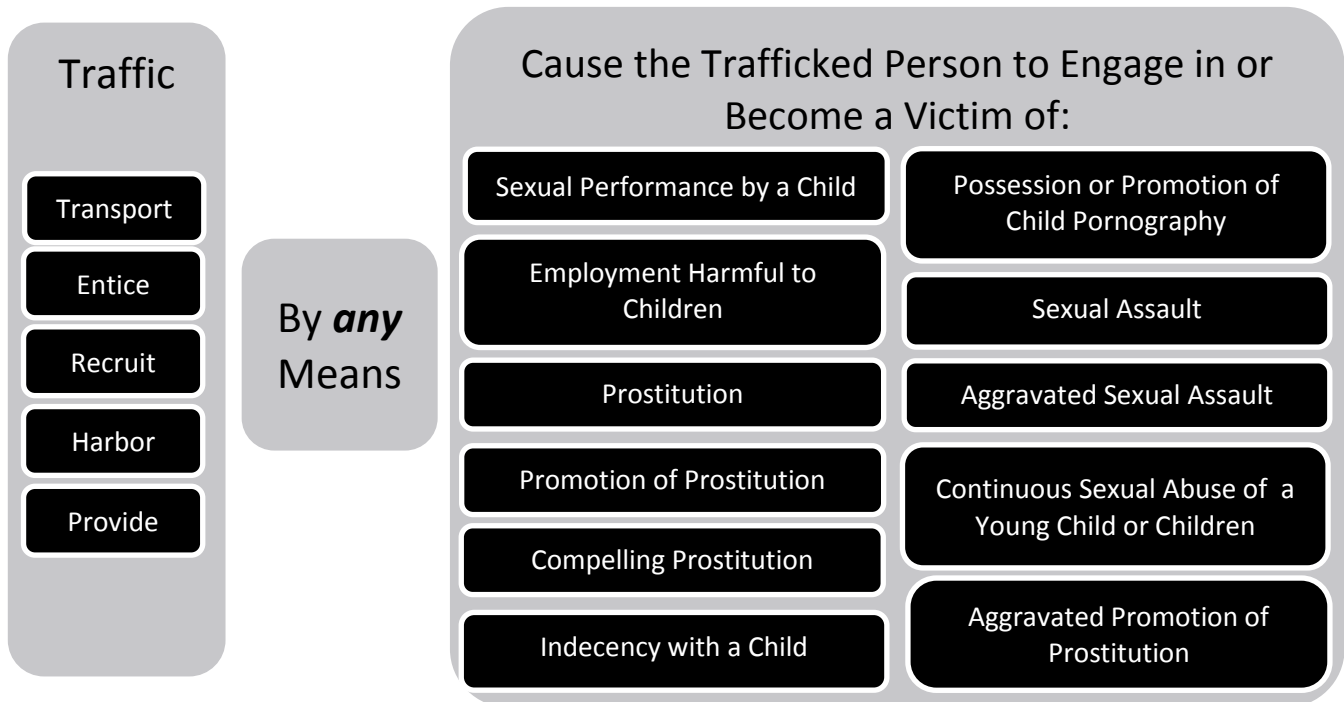 Traffic
Transport
Entice
Recruit
Harbor
Provide
By any
Means
Cause the Trafficked Person to Engage in or
Become a Victim of:
Sexual Performance by a Child
Employment Harmful to
Children
Prostitution
Promotion of Prostitution
Compelling Prostitution
Indecency with a Child
Possession or Promotion of
Child Pornography
Sexual Assault
Aggravated Sexual Assault
Continuous Sexual Abuse of a
Young Child or Children
Aggravated Promotion of
Prostitution